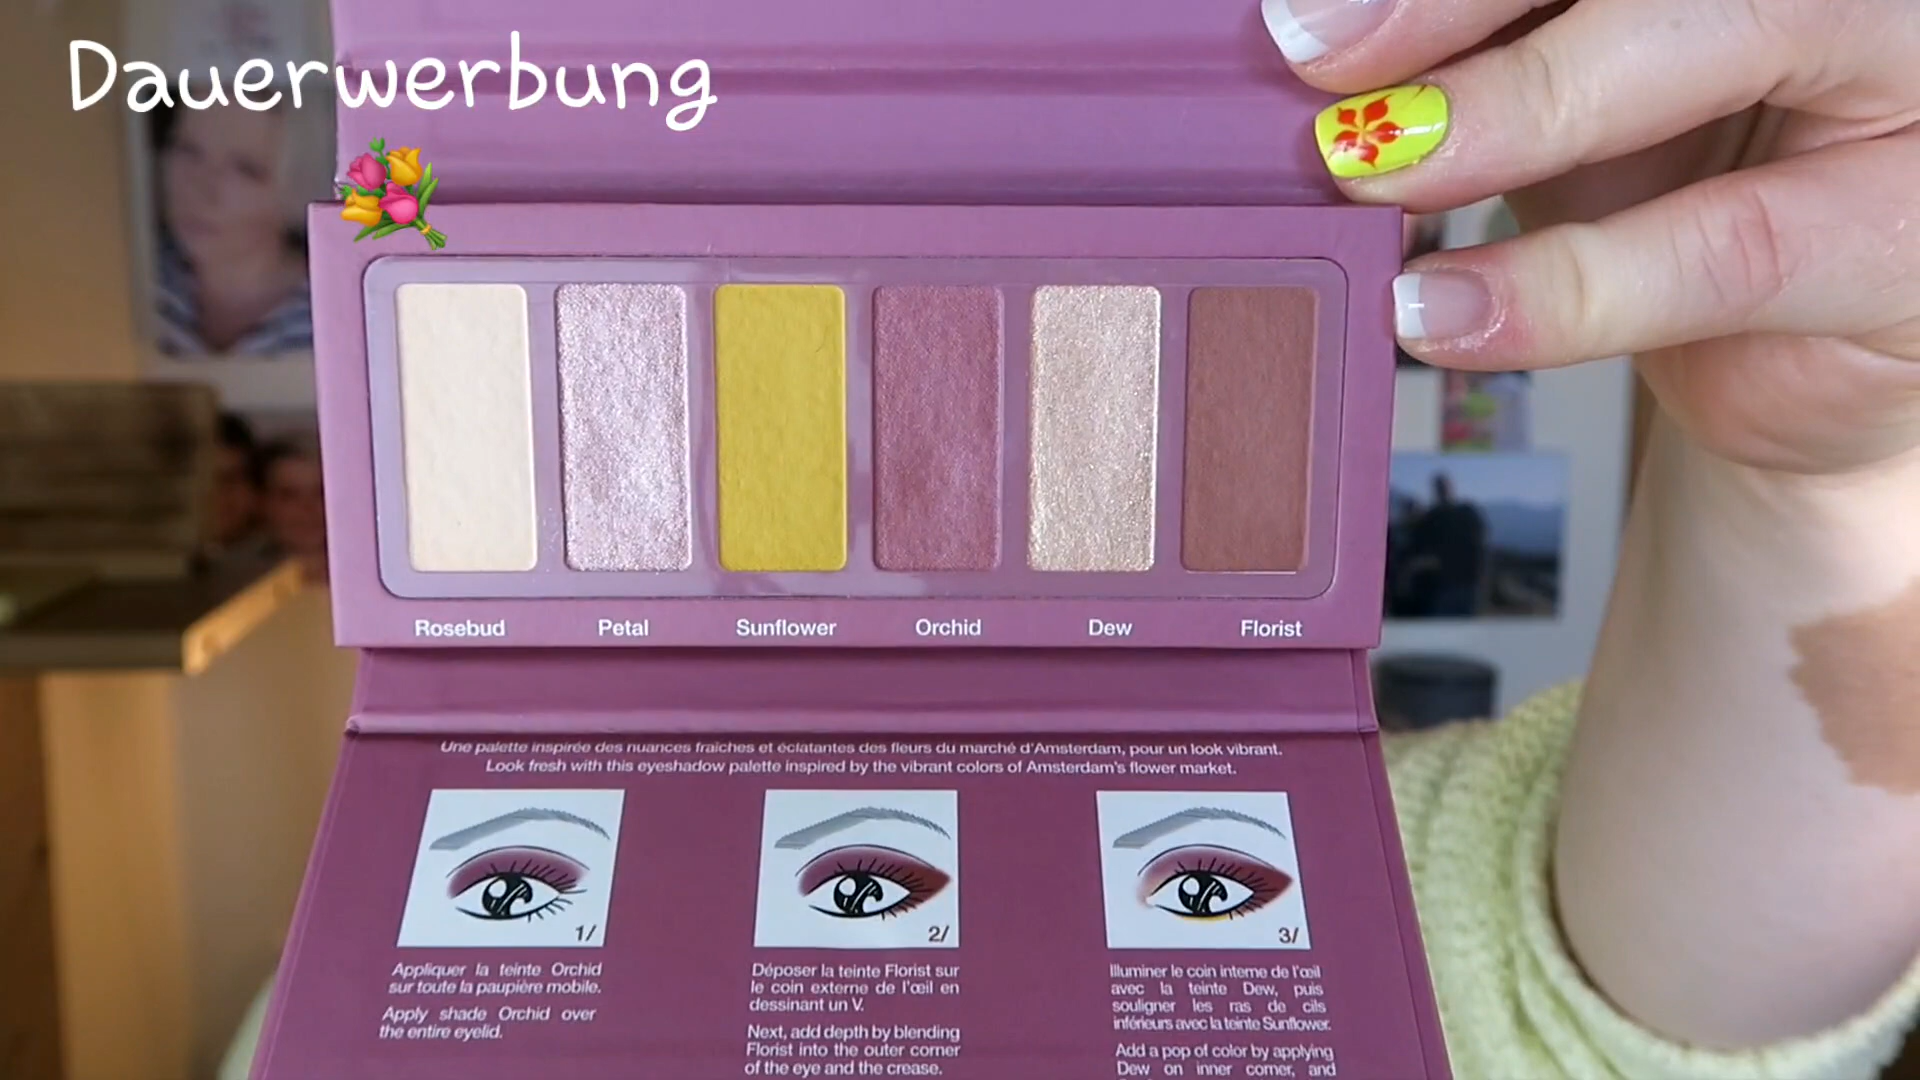 Dauerwerbung
Rosebud
Petal
Sunflower
Orchid
Dew
Florist
Une palette inspirée des nuances fraîches et éclatantes des fleurs du marché d'Amsterdam, pour un look vibrant.
Look fresh with this eyeshadow palette inspired by the vibrant colors of Amsterdam's flower market.
1/
Appliquer la teinte Orchid
sur toute la paupière mobile.
Apply shade Orchid over
the entire eyelid.
2/
Déposer la teinte Florist sur
le coin externe de l'œil en
dessinant un V.
Next, add depth by blending
Florist into the outer corner
of the eye and the crease.
3/
Illuminer le coin interne de l'œil
avec la teinte Dew, puis
souligner les ras de cils
inférieurs avec la teinte Sunflower.
Add a pop of color by applying
Dew on inner corner, and